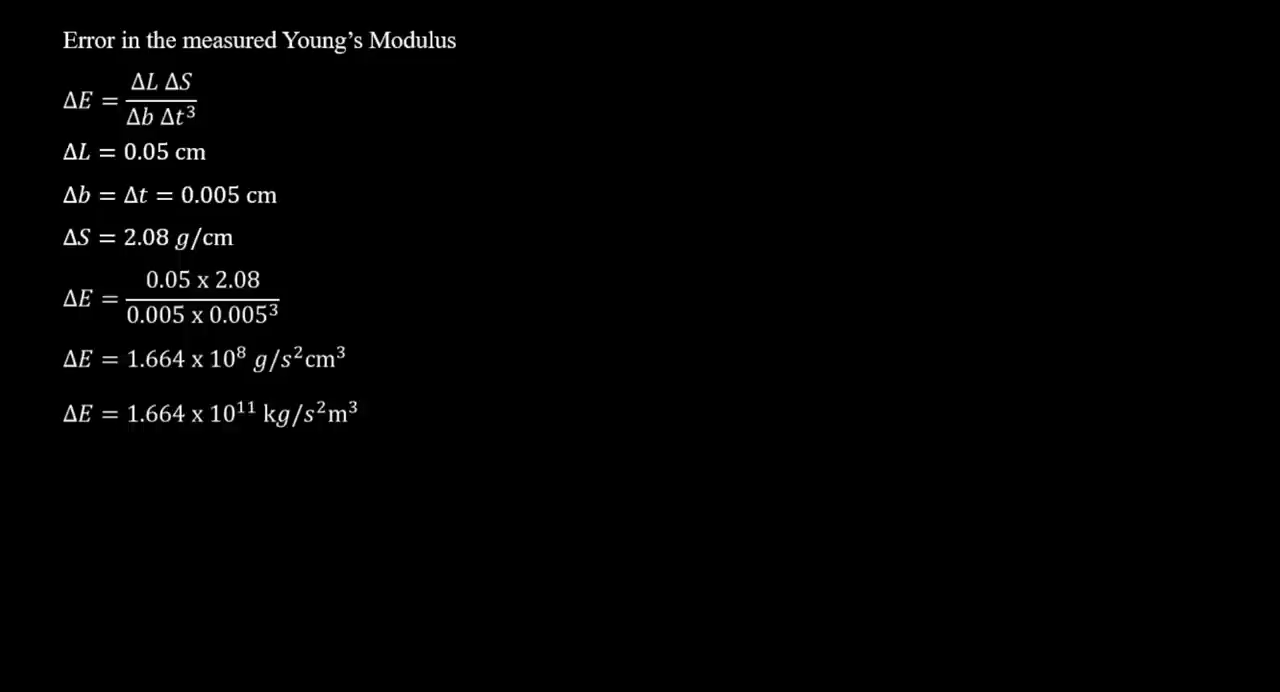 Error in the measured Young's Modulus
ΔE = ΔL ΔS / Δb Δt³
ΔL = 0.05 cm
Δb = Δt = 0.005 cm
ΔS = 2.08 g/cm
ΔE = 0.05 x 2.08 / 0.005 x 0.005³
ΔE = 1.664 x 10⁸ g/s²cm³
ΔE = 1.664 x 10¹¹ kg/s²m³